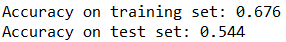 Accuracy on training set: 0.676
Accuracy on test set: 0.544